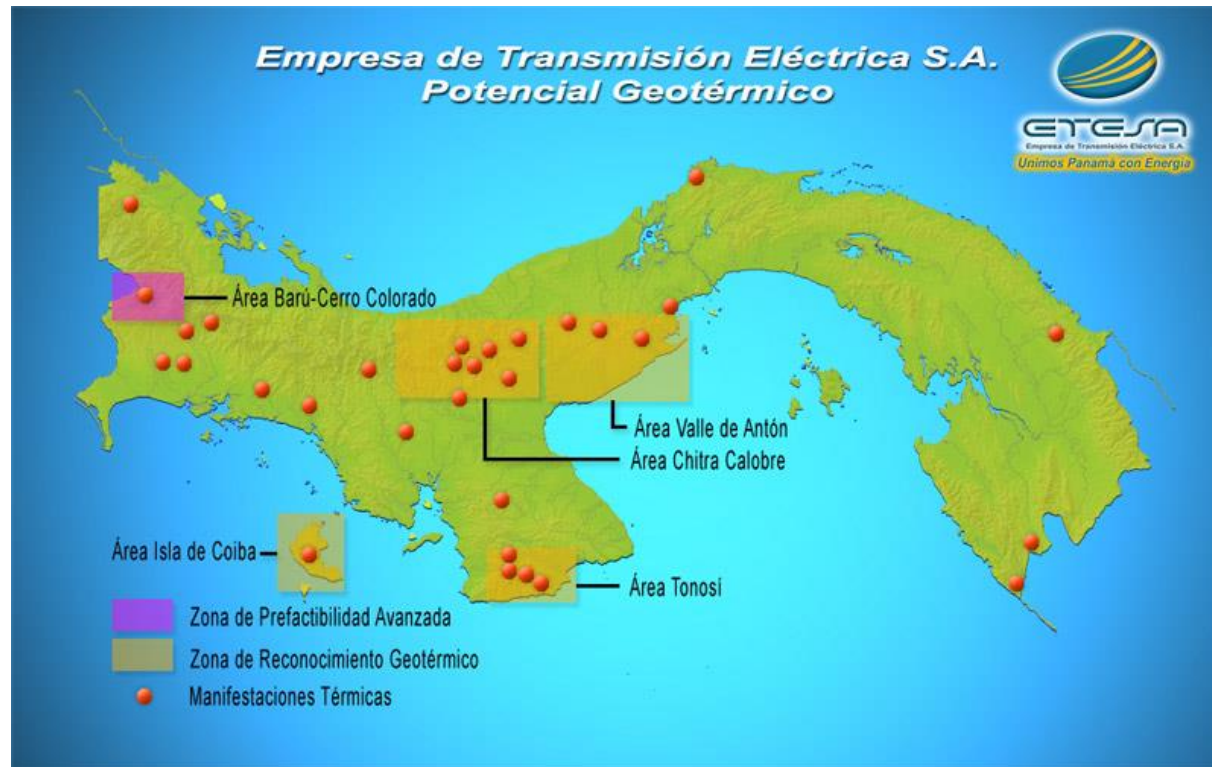 Empresa de Transmisión Eléctrica S.A.
Potencial Geotérmico
ETESA
Empresa de Transmisión Eléctrica S.A.
Unimos Panamá con Energía
Área Barú-Cerro Colorado
Área Valle de Antón
Área Chitra Calobre
Área Isla de Coiba
Área Tonosí
Zona de Prefactibilidad Avanzada
Zona de Reconocimiento Geotérmico
Manifestaciones Térmicas